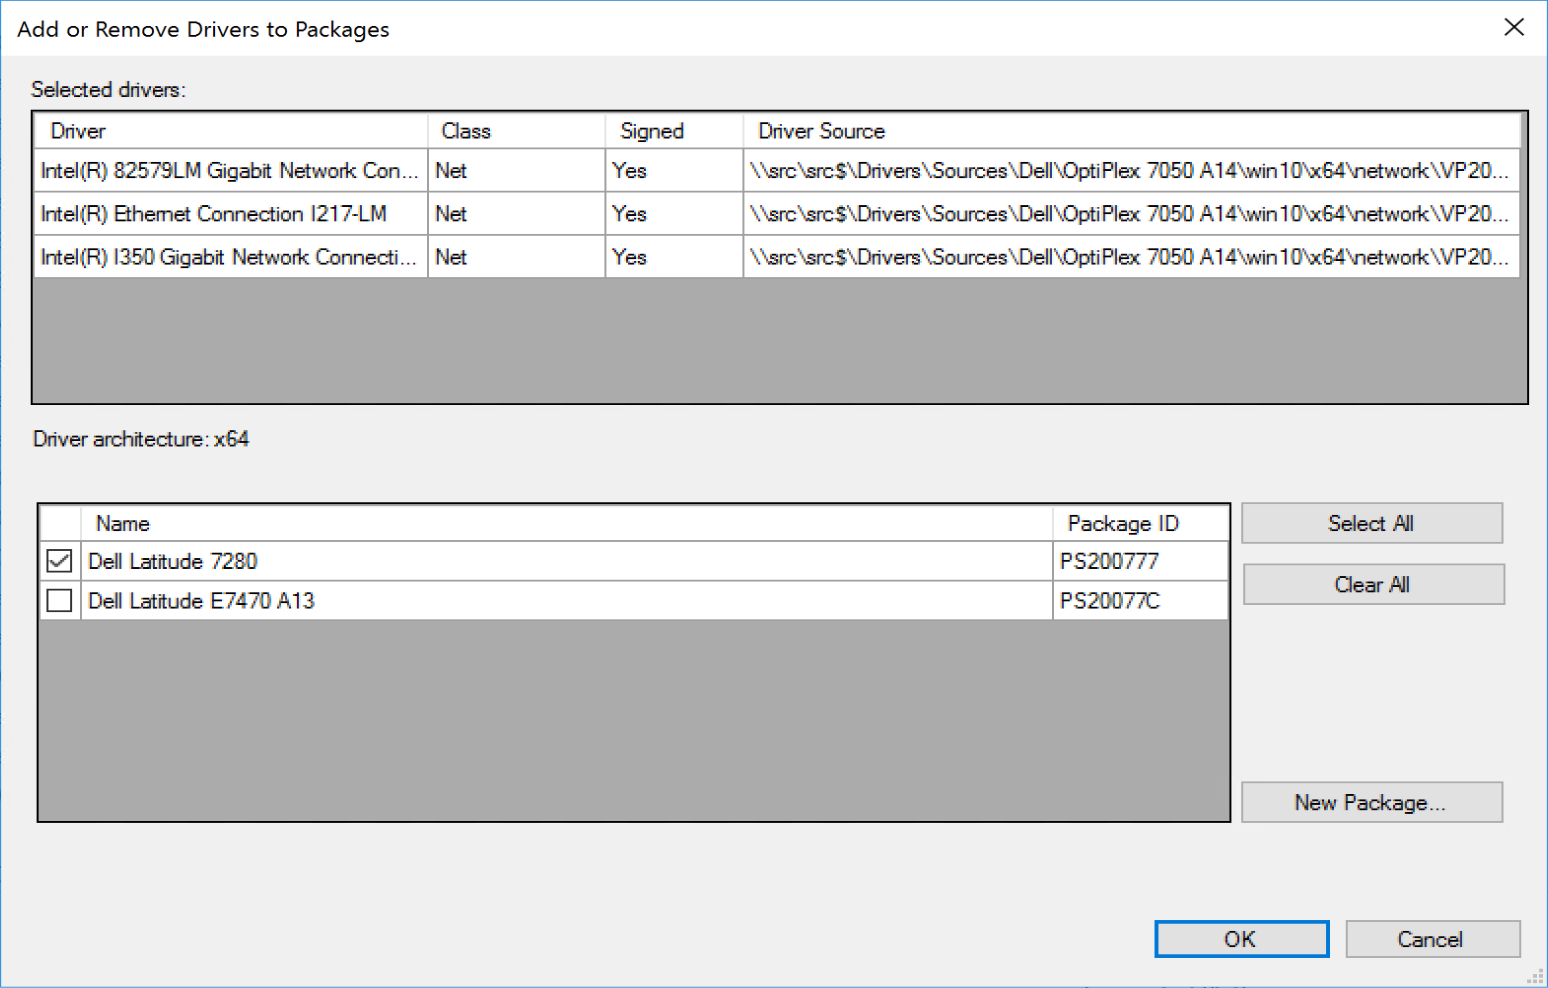 Add or Remove Drivers to Packages
Selected drivers:
Driver Class Signed Driver Source
Intel(R) 82579LM Gigabit Network Con... Net Yes \\src\src$\Drivers\Sources\Dell\OptiPlex 7050 A14\win10\x64\network\VP20...
Intel(R) Ethernet Connection I217-LM Net Yes \\src\src$\Drivers\Sources\Dell\OptiPlex 7050 A14\win10\x64\network\VP20...
Intel(R) I350 Gigabit Network Connecti... Net Yes \\src\src$\Drivers\Sources\Dell\OptiPlex 7050 A14\win10\x64\network\VP20...
Driver architecture: x64
Name Package ID
Dell Latitude 7280 PS200777
Dell Latitude E7470 A13 PS20077C
Select All
Clear All
New Package...
OK Cancel